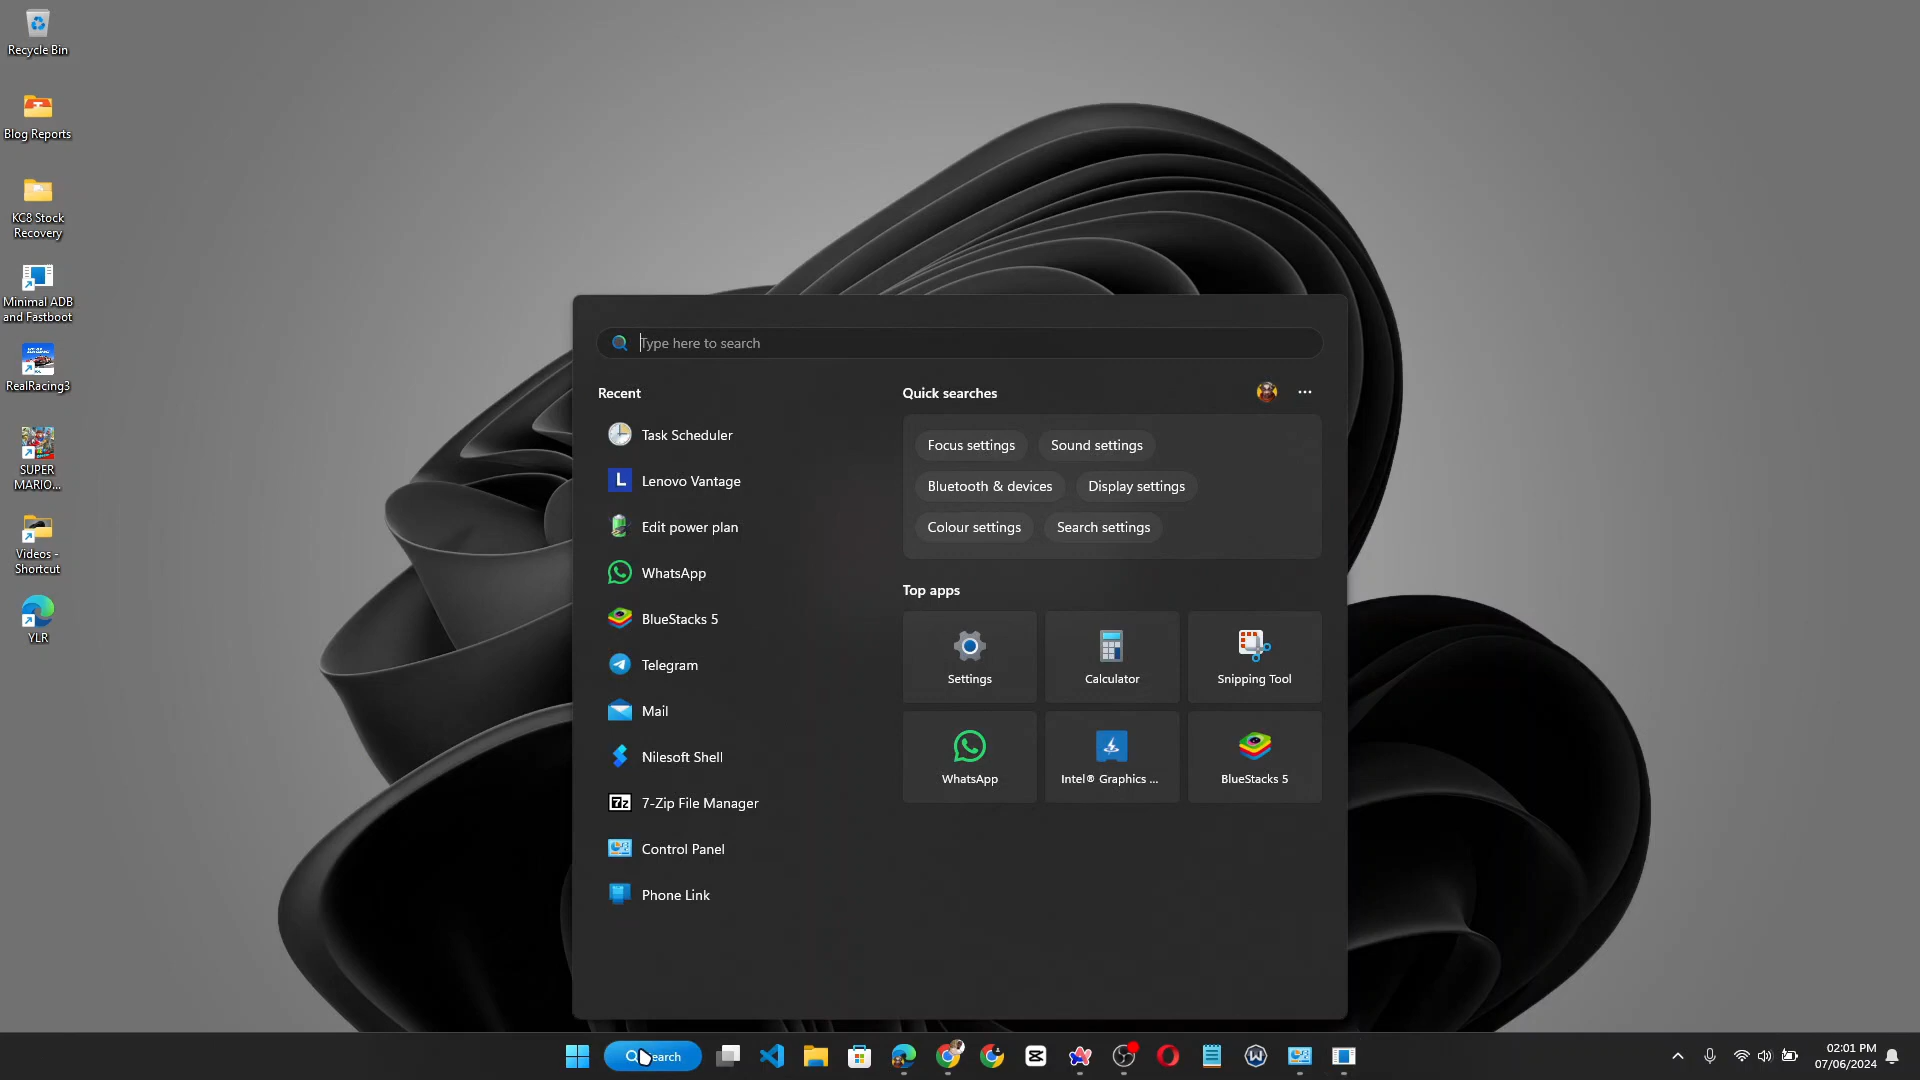 Recycle Bin
Blog Reports
KC8 Stock
Recovery
Minimal ADB
and Fastboot
RealRacing3
SUPER
MARIO...
Videos -
Shortcut
YLR
Type here to search
Recent
Task Scheduler
Lenovo Vantage
Edit power plan
WhatsApp
BlueStacks 5
Telegram
Mail
Nilesoft Shell
7-Zip File Manager
Control Panel
Phone Link
Quick searches
Focus settings
Sound settings
Bluetooth & devices
Display settings
Colour settings
Search settings
Top apps
Settings
Calculator
Snipping Tool
WhatsApp
Intel® Graphics ...
BlueStacks 5
Search
02:01 PM
07/06/2024